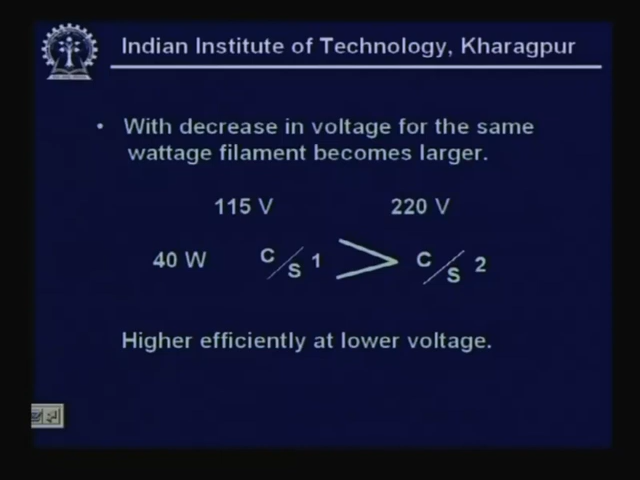 Indian Institute of Technology, Kharagpur
• With decrease in voltage for the same
wattage filament becomes larger.
115 V 220 V
40 W C/S 1 > C/S 2
Higher efficiently at lower voltage.